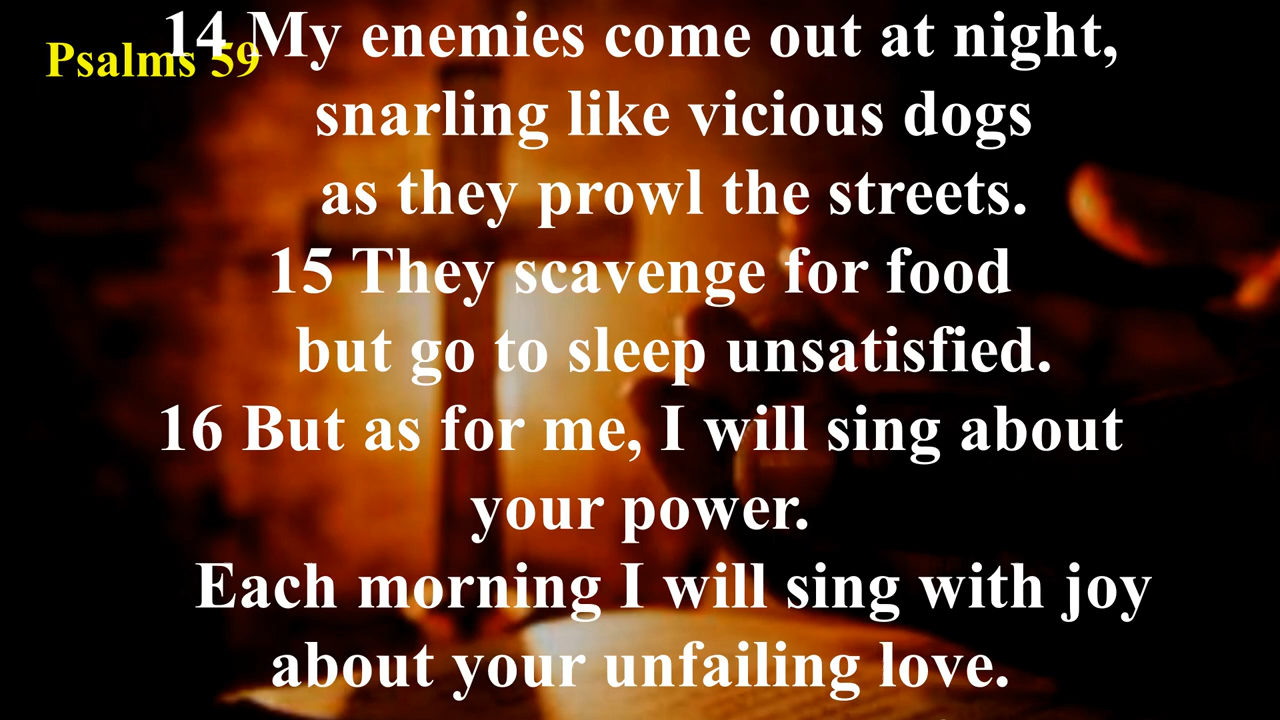 Psalms 59
14 My enemies come out at night,
snarling like vicious dogs
as they prowl the streets.
15 They scavenge for food
but go to sleep unsatisfied.
16 But as for me, I will sing about
your power.
Each morning I will sing with joy
about your unfailing love.